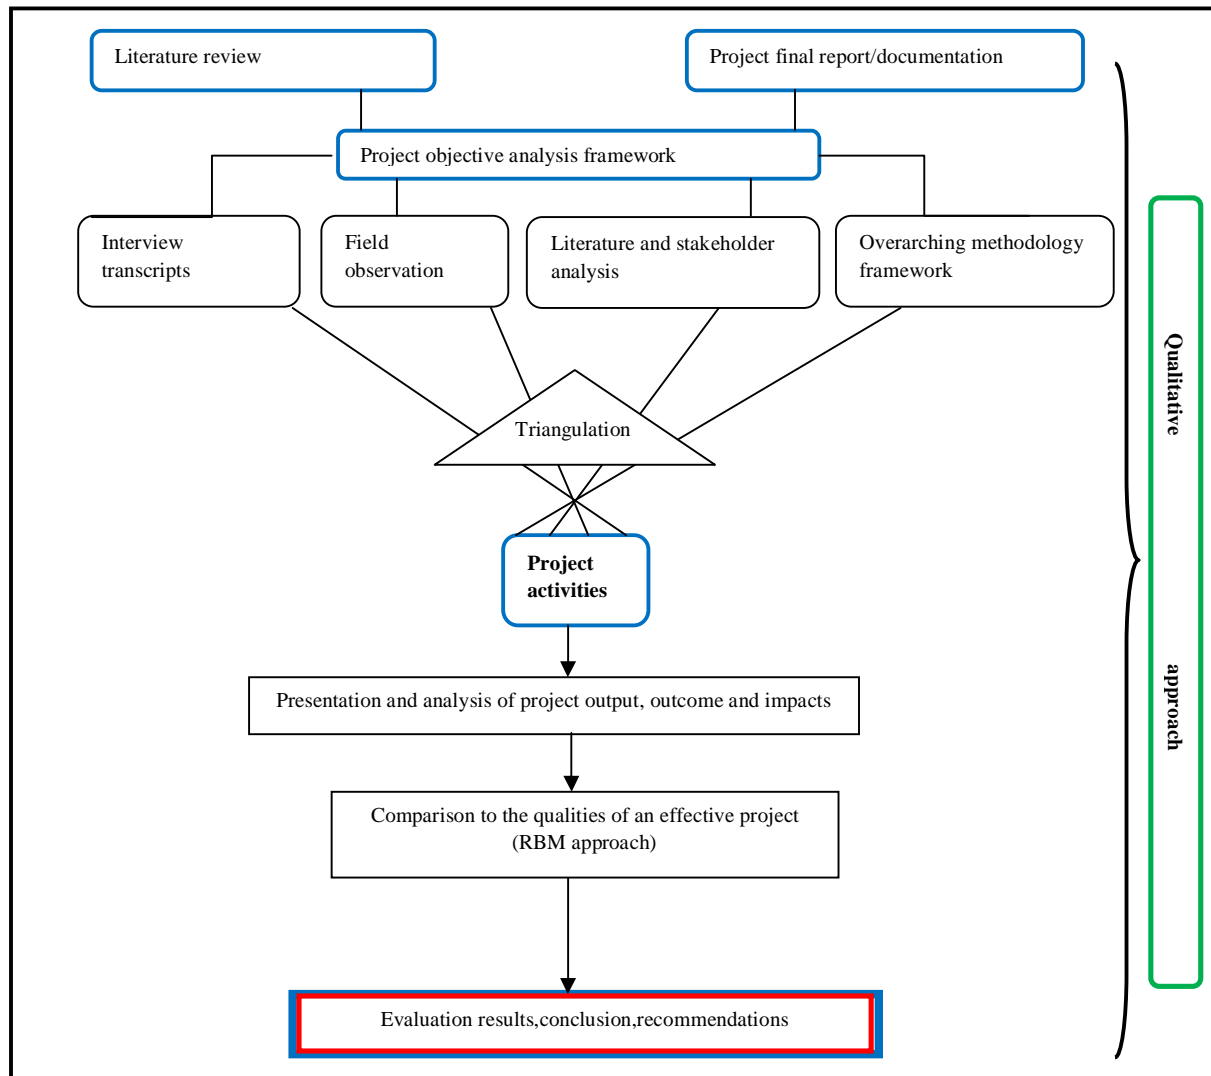 Literature review
Project final report/documentation
Project objective analysis framework
Interview
transcripts
Field
observation
Literature and stakeholder
analysis
Overarching methodology
framework
Triangulation
Project
activities
Presentation and analysis of project output, outcome and impacts
Comparison to the qualities of an effective project
(RBM approach)
Evaluation results,conclusion,recommendations
Qualitative approach